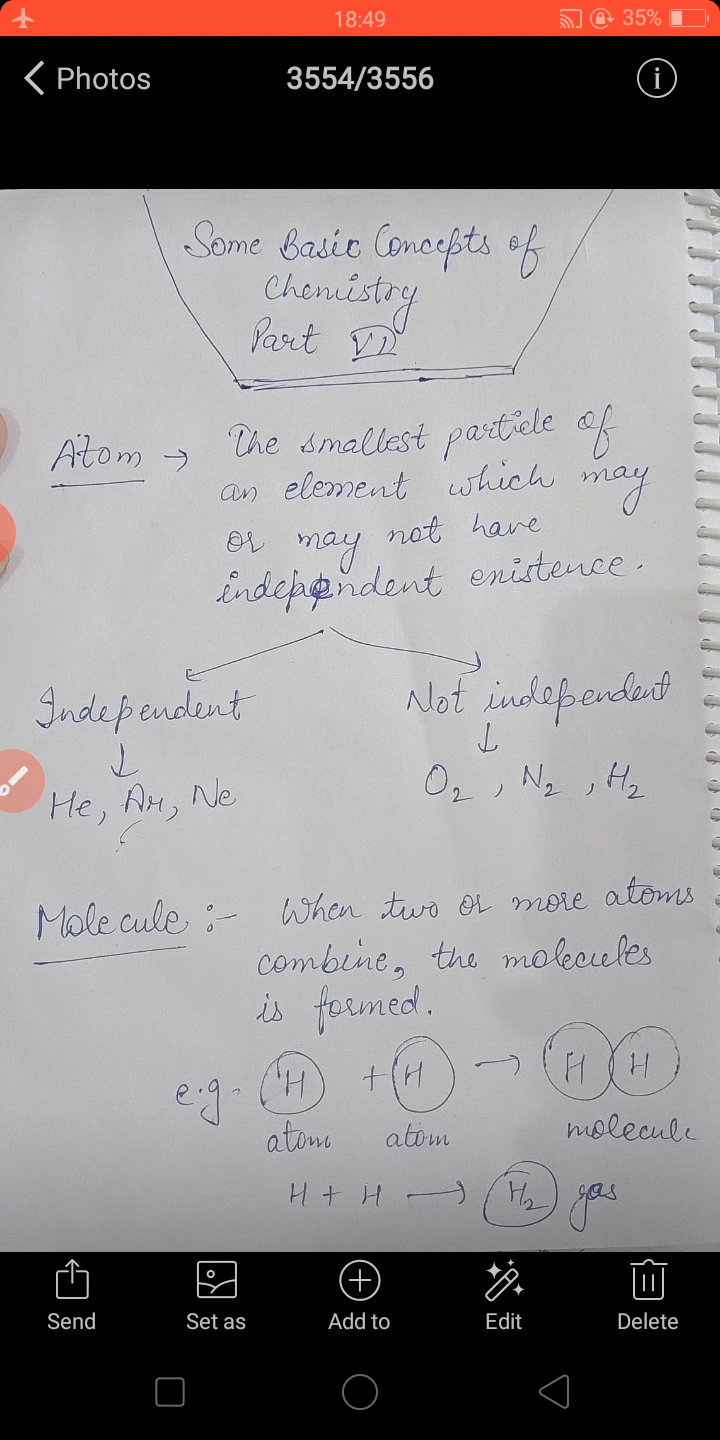 18:49
35%
Photos
3554/3556
Some Basic Concepts of
Chemistry
Part VI
Atom → The smallest particle of
an element which may
or may not have
independent existence.
Independent
Not independent
↓
↓
He, Ar, Ne
O₂, N₂, H₂
Molecule :- When two or more atoms
combine, the molecules
is formed.
e.g. H + H → H H
atom atom molecule
H + H → H₂ gas
Send Set as Add to Edit Delete